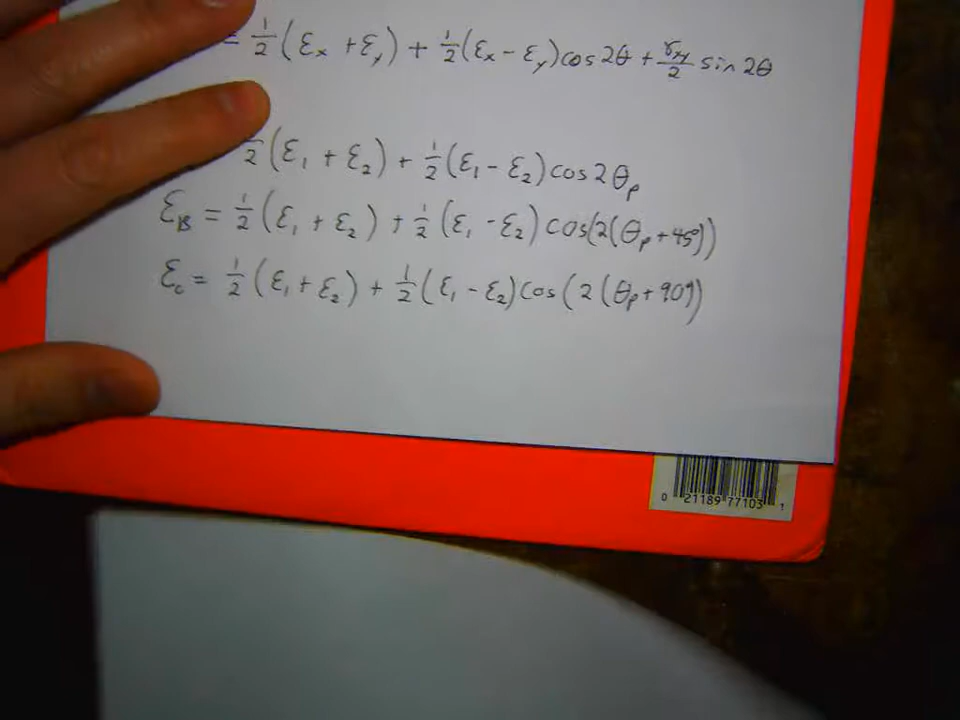 = 1/2 (εx + εy) + 1/2 (εx - εy) cos 2θ + γxy/2 sin 2θ
1/2 (ε1 + ε2) + 1/2 (ε1 - ε2) cos 2θp
εB = 1/2 (ε1 + ε2) + 1/2 (ε1 - ε2) cos(2(θp + 45°))
εc = 1/2 (ε1 + ε2) + 1/2 (ε1 - ε2) cos (2 (θp + 90°))
0 21189 77103 1